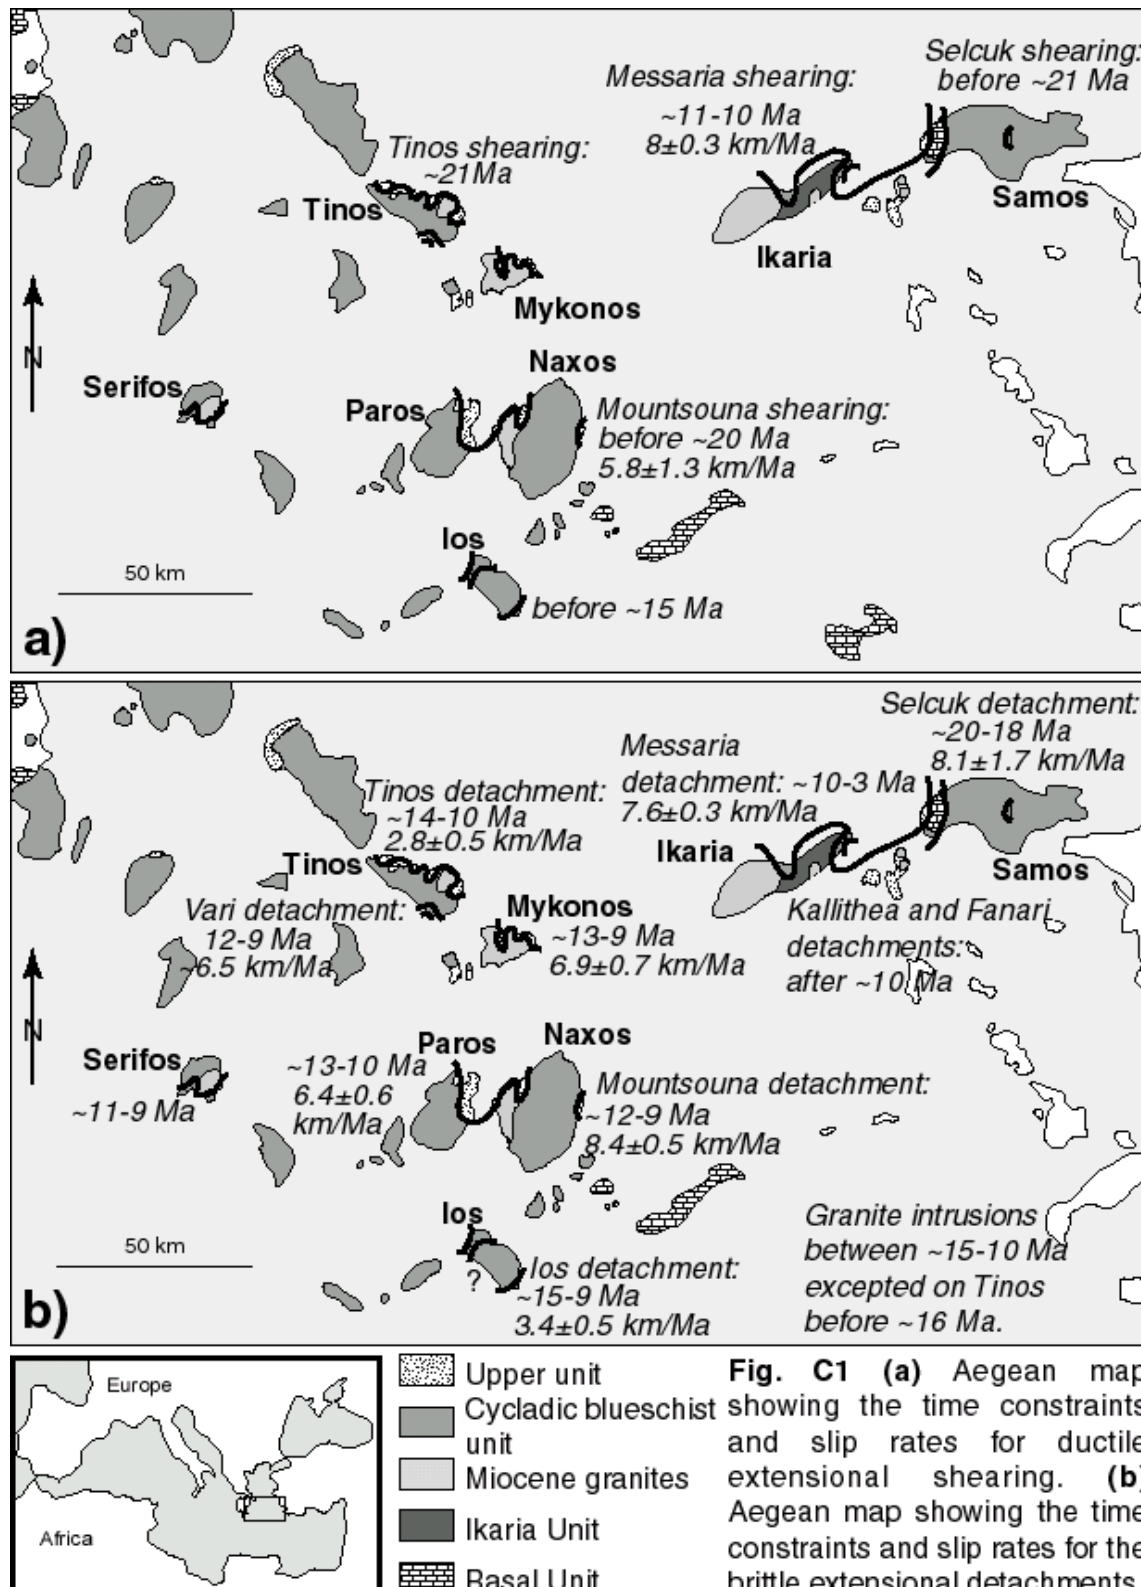 Selcuk shearing:
before ~21 Ma
Messaria shearing:
~11-10 Ma
8±0.3 km/Ma
Tinos shearing:
~21Ma
Tinos
Samos
Ikaria
Mykonos
N
Naxos
Serifos
Paros
Mountsouna shearing:
before ~20 Ma
5.8±1.3 km/Ma
Ios
50 km
before ~15 Ma
a)
Selcuk detachment:
~20-18 Ma
8.1±1.7 km/Ma
Messaria
detachment: ~10-3 Ma
7.6±0.3 km/Ma
Tinos detachment:
~14-10 Ma
2.8±0.5 km/Ma
Ikaria
Tinos
Samos
Vari detachment:
12-9 Ma
~6.5 km/Ma
Mykonos
~13-9 Ma
6.9±0.7 km/Ma
Kallithea and Fanari
detachments:
after ~10 Ma
N
Paros
Naxos
Serifos
~11-9 Ma
~13-10 Ma
6.4±0.6
km/Ma
Mountsouna detachment:
~12-9 Ma
8.4±0.5 km/Ma
Ios
50 km
?
Ios detachment:
~15-9 Ma
3.4±0.5 km/Ma
Granite intrusions
between ~15-10 Ma
excepted on Tinos
before ~16 Ma.
b)
Europe
Africa
Upper unit
Cycladic blueschist
unit
Miocene granites
Ikaria Unit
Basal Unit
Fig. C1 (a) Aegean map
showing the time constraints
and slip rates for ductile
extensional shearing. (b)
Aegean map showing the time
constraints and slip rates for the
brittle extensional detachments